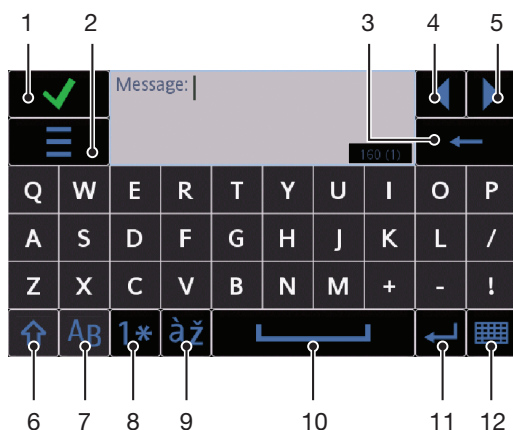 1 2 3 4 5
Message:
160 (1)
Q W E R T Y U I O P
A S D F G H J K L /
Z X C V B N M + - !
AB 1* àž
6 7 8 9 10 11 12